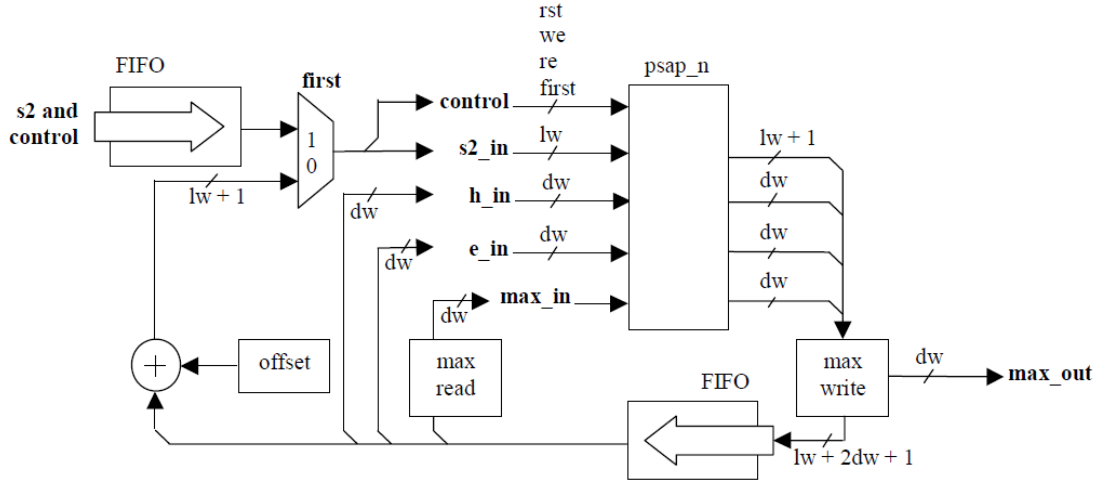 rst
we
re
first
FIFO
first
psap_n
s2 and
control
1
0
control
s2_in
lw
lw + 1
h_in
dw
dw
e_in
dw
dw
max_in
dw
lw + 1
dw
dw
dw
offset
max
read
FIFO
max
write
dw
max_out
lw + 2dw + 1